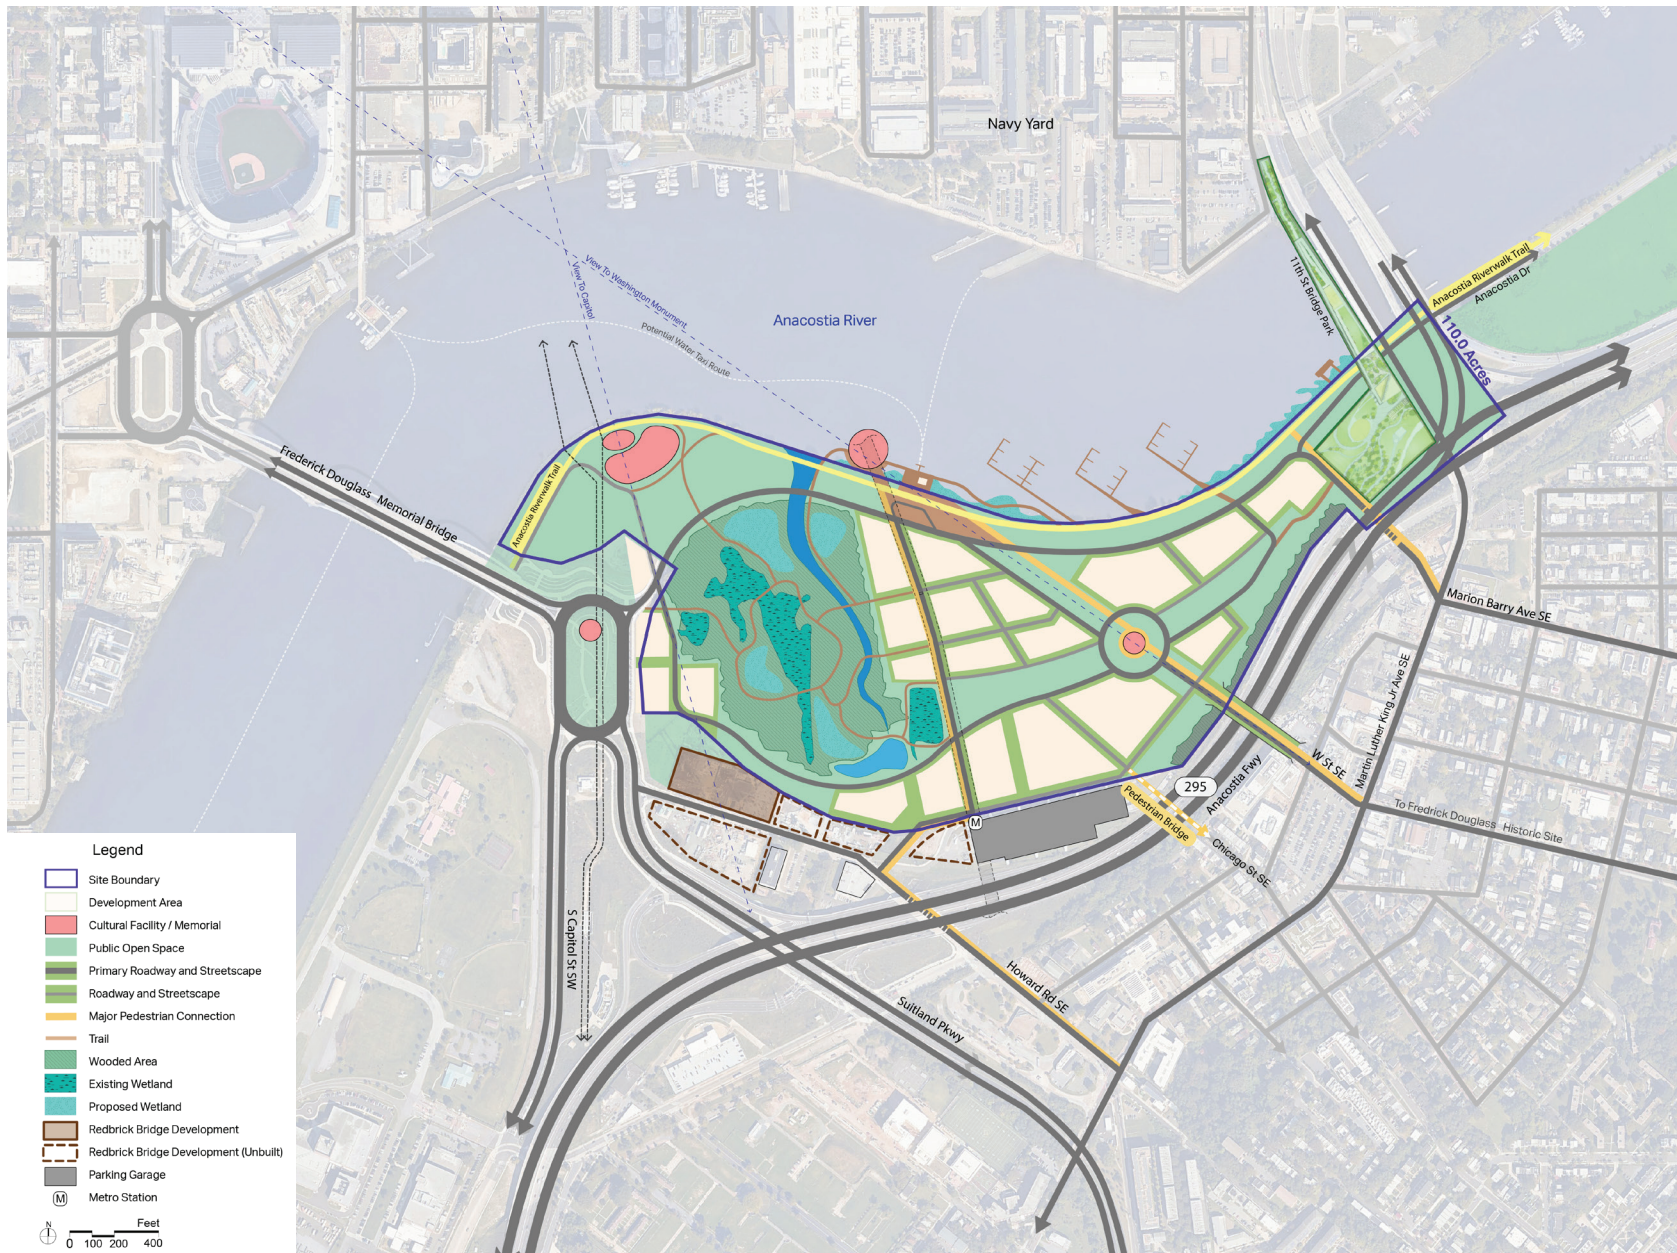 Navy Yard
View To Washington Monument
View To Capitol
Potential Water Taxi Route
Anacostia River
11th St Bridge Park
Anacostia Riverwalk Trail
Anacostia Dr
110.0 Acres
Frederick Douglass Memorial Bridge
Anacostia Riverwalk Trail
Marion Barry Ave SE
Martin Luther King Jr Ave SE
W St SE
295
Anacostia Fwy
Pedestrian Bridge
Chicago St SE
To Fredrick Douglass Historic Site
M
S Capitol St SW
Howard Rd SE
Suitland Pkwy
Legend
Site Boundary
Development Area
Cultural Facility / Memorial
Public Open Space
Primary Roadway and Streetscape
Roadway and Streetscape
Major Pedestrian Connection
Trail
Wooded Area
Existing Wetland
Proposed Wetland
Redbrick Bridge Development
Redbrick Bridge Development (Unbuilt)
Parking Garage
M Metro Station
N
Feet
0 100 200 400